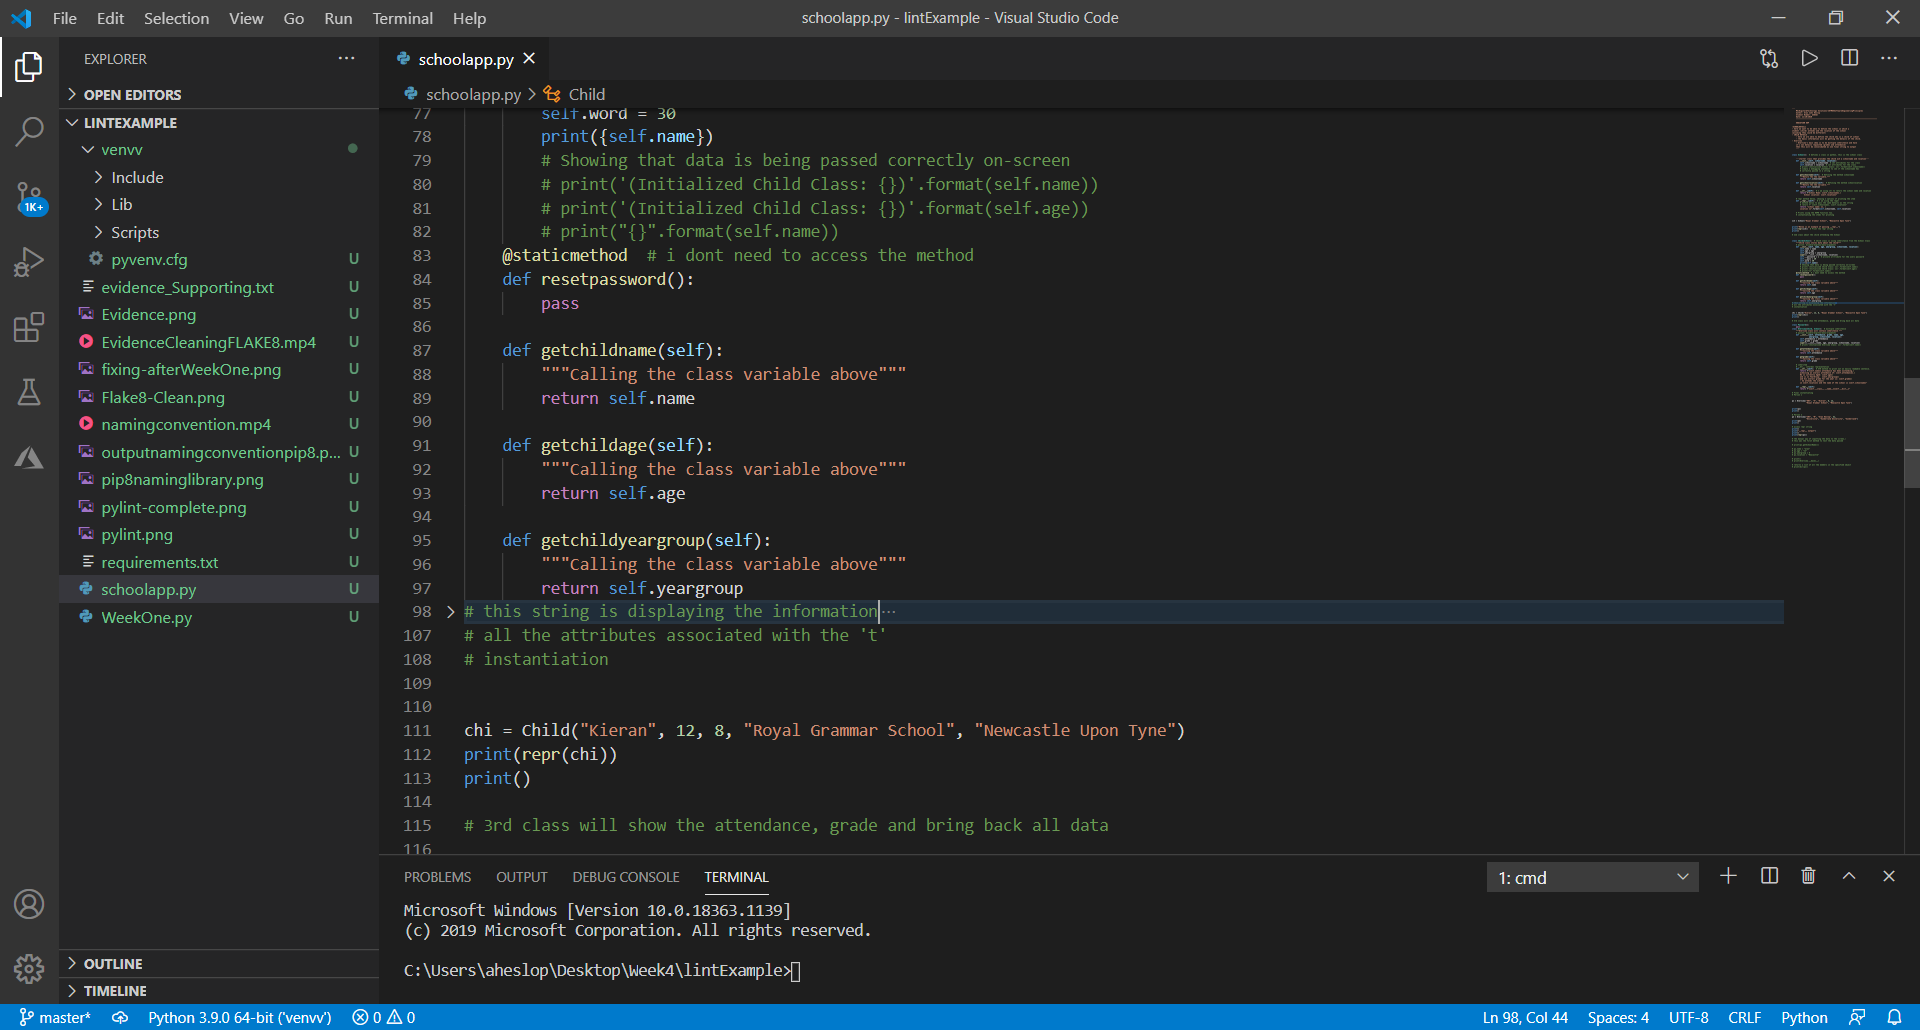 File Edit Selection View Go Run Terminal Help
schoolapp.py - lintExample - Visual Studio Code
EXPLORER
OPEN EDITORS
LINTEXAMPLE
venvv
Include
Lib
Scripts
pyvenv.cfg U
evidence_Supporting.txt U
Evidence.png U
EvidenceCleaningFLAKE8.mp4 U
fixing-afterWeekOne.png U
Flake8-Clean.png U
namingconvention.mp4 U
outputnamingconventionpip8.p... U
pip8naminglibrary.png U
pylint-complete.png U
pylint.png U
requirements.txt U
schoolapp.py U
WeekOne.py U
OUTLINE
TIMELINE
1K+
schoolapp.py
schoolapp.py > Child
77 self.word = 30
78 print({self.name})
79 # Showing that data is being passed correctly on-screen
80 # print('(Initialized Child Class: {})'.format(self.name))
81 # print('(Initialized Child Class: {})'.format(self.age))
82 # print("{}".format(self.name))
83 @staticmethod  # i dont need to access the method
84 def resetpassword():
85 pass
86
87 def getchildname(self):
88 """Calling the class variable above"""
89 return self.name
90
91 def getchildage(self):
92 """Calling the class variable above"""
93 return self.age
94
95 def getchildyeargroup(self):
96 """Calling the class variable above"""
97 return self.yeargroup
98 # this string is displaying the information...
107 # all the attributes associated with the 't'
108 # instantiation
109
110
111 chi = Child("Kieran", 12, 8, "Royal Grammar School", "Newcastle Upon Tyne")
112 print(repr(chi))
113 print()
114
115 # 3rd class will show the attendance, grade and bring back all data
116
PROBLEMS OUTPUT DEBUG CONSOLE TERMINAL
1: cmd
Microsoft Windows [Version 10.0.18363.1139]
(c) 2019 Microsoft Corporation. All rights reserved.
C:\Users\aheslop\Desktop\Week4\lintExample>
master* Python 3.9.0 64-bit ('venvv') 0 0
Ln 98, Col 44 Spaces: 4 UTF-8 CRLF Python